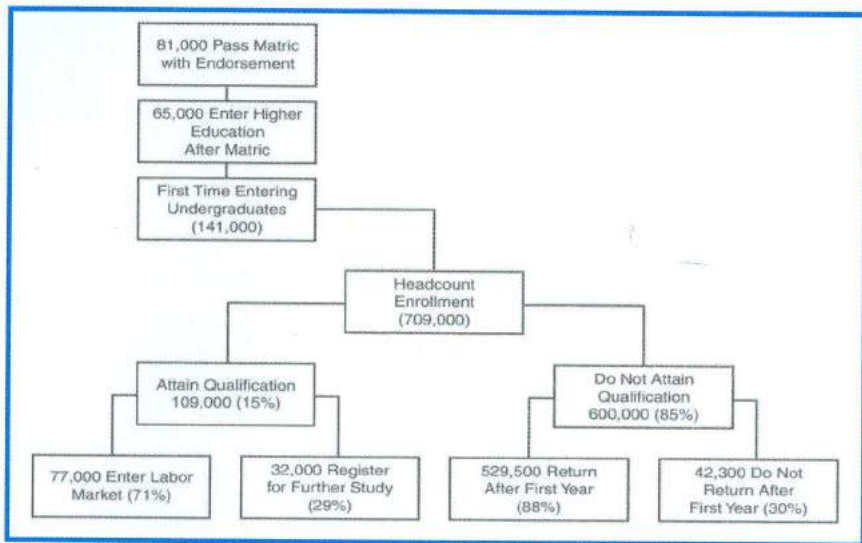 81,000 Pass Matric
with Endorsement
65,000 Enter Higher
Education
After Matric
First Time Entering
Undergraduates
(141,000)
Headcount
Enrollment
(709,000)
Attain Qualification
109,000 (15%)
Do Not Attain
Qualification
600,000 (85%)
77,000 Enter Labor
Market (71%)
32,000 Register
for Further Study
(29%)
529,500 Return
After First Year
(88%)
42,300 Do Not
Return After
First Year (30%)